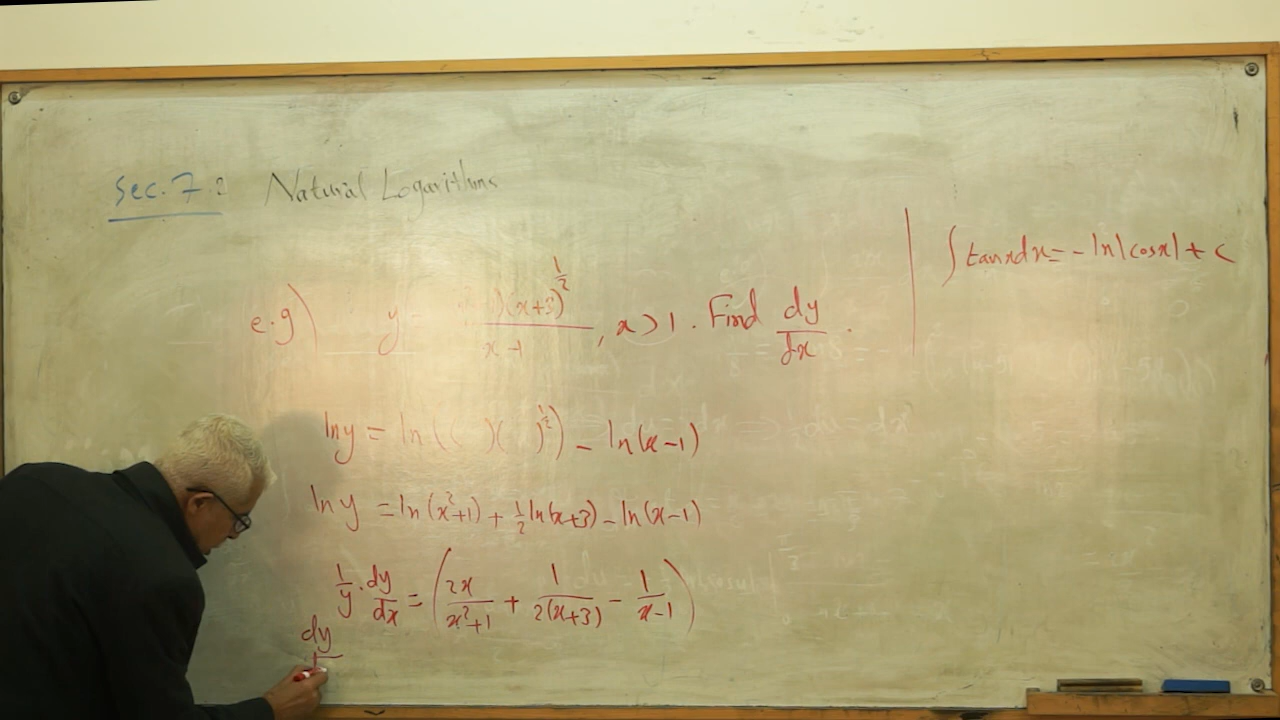 Sec. 7.2 Natural Logarithms
e.g) y (x+3)^{1/2} / x-1 , x>1. Find dy/dx.
ln y = ln(( )( )^{1/2}) - ln(x-1)
ln y = ln(x²+1) + 1/2 ln(x+3) - ln(x-1)
1/y · dy/dx = (2x/(x²+1) + 1/(2(x+3)) - 1/(x-1))
dy
∫ tanx dx = -ln|cosx| + c